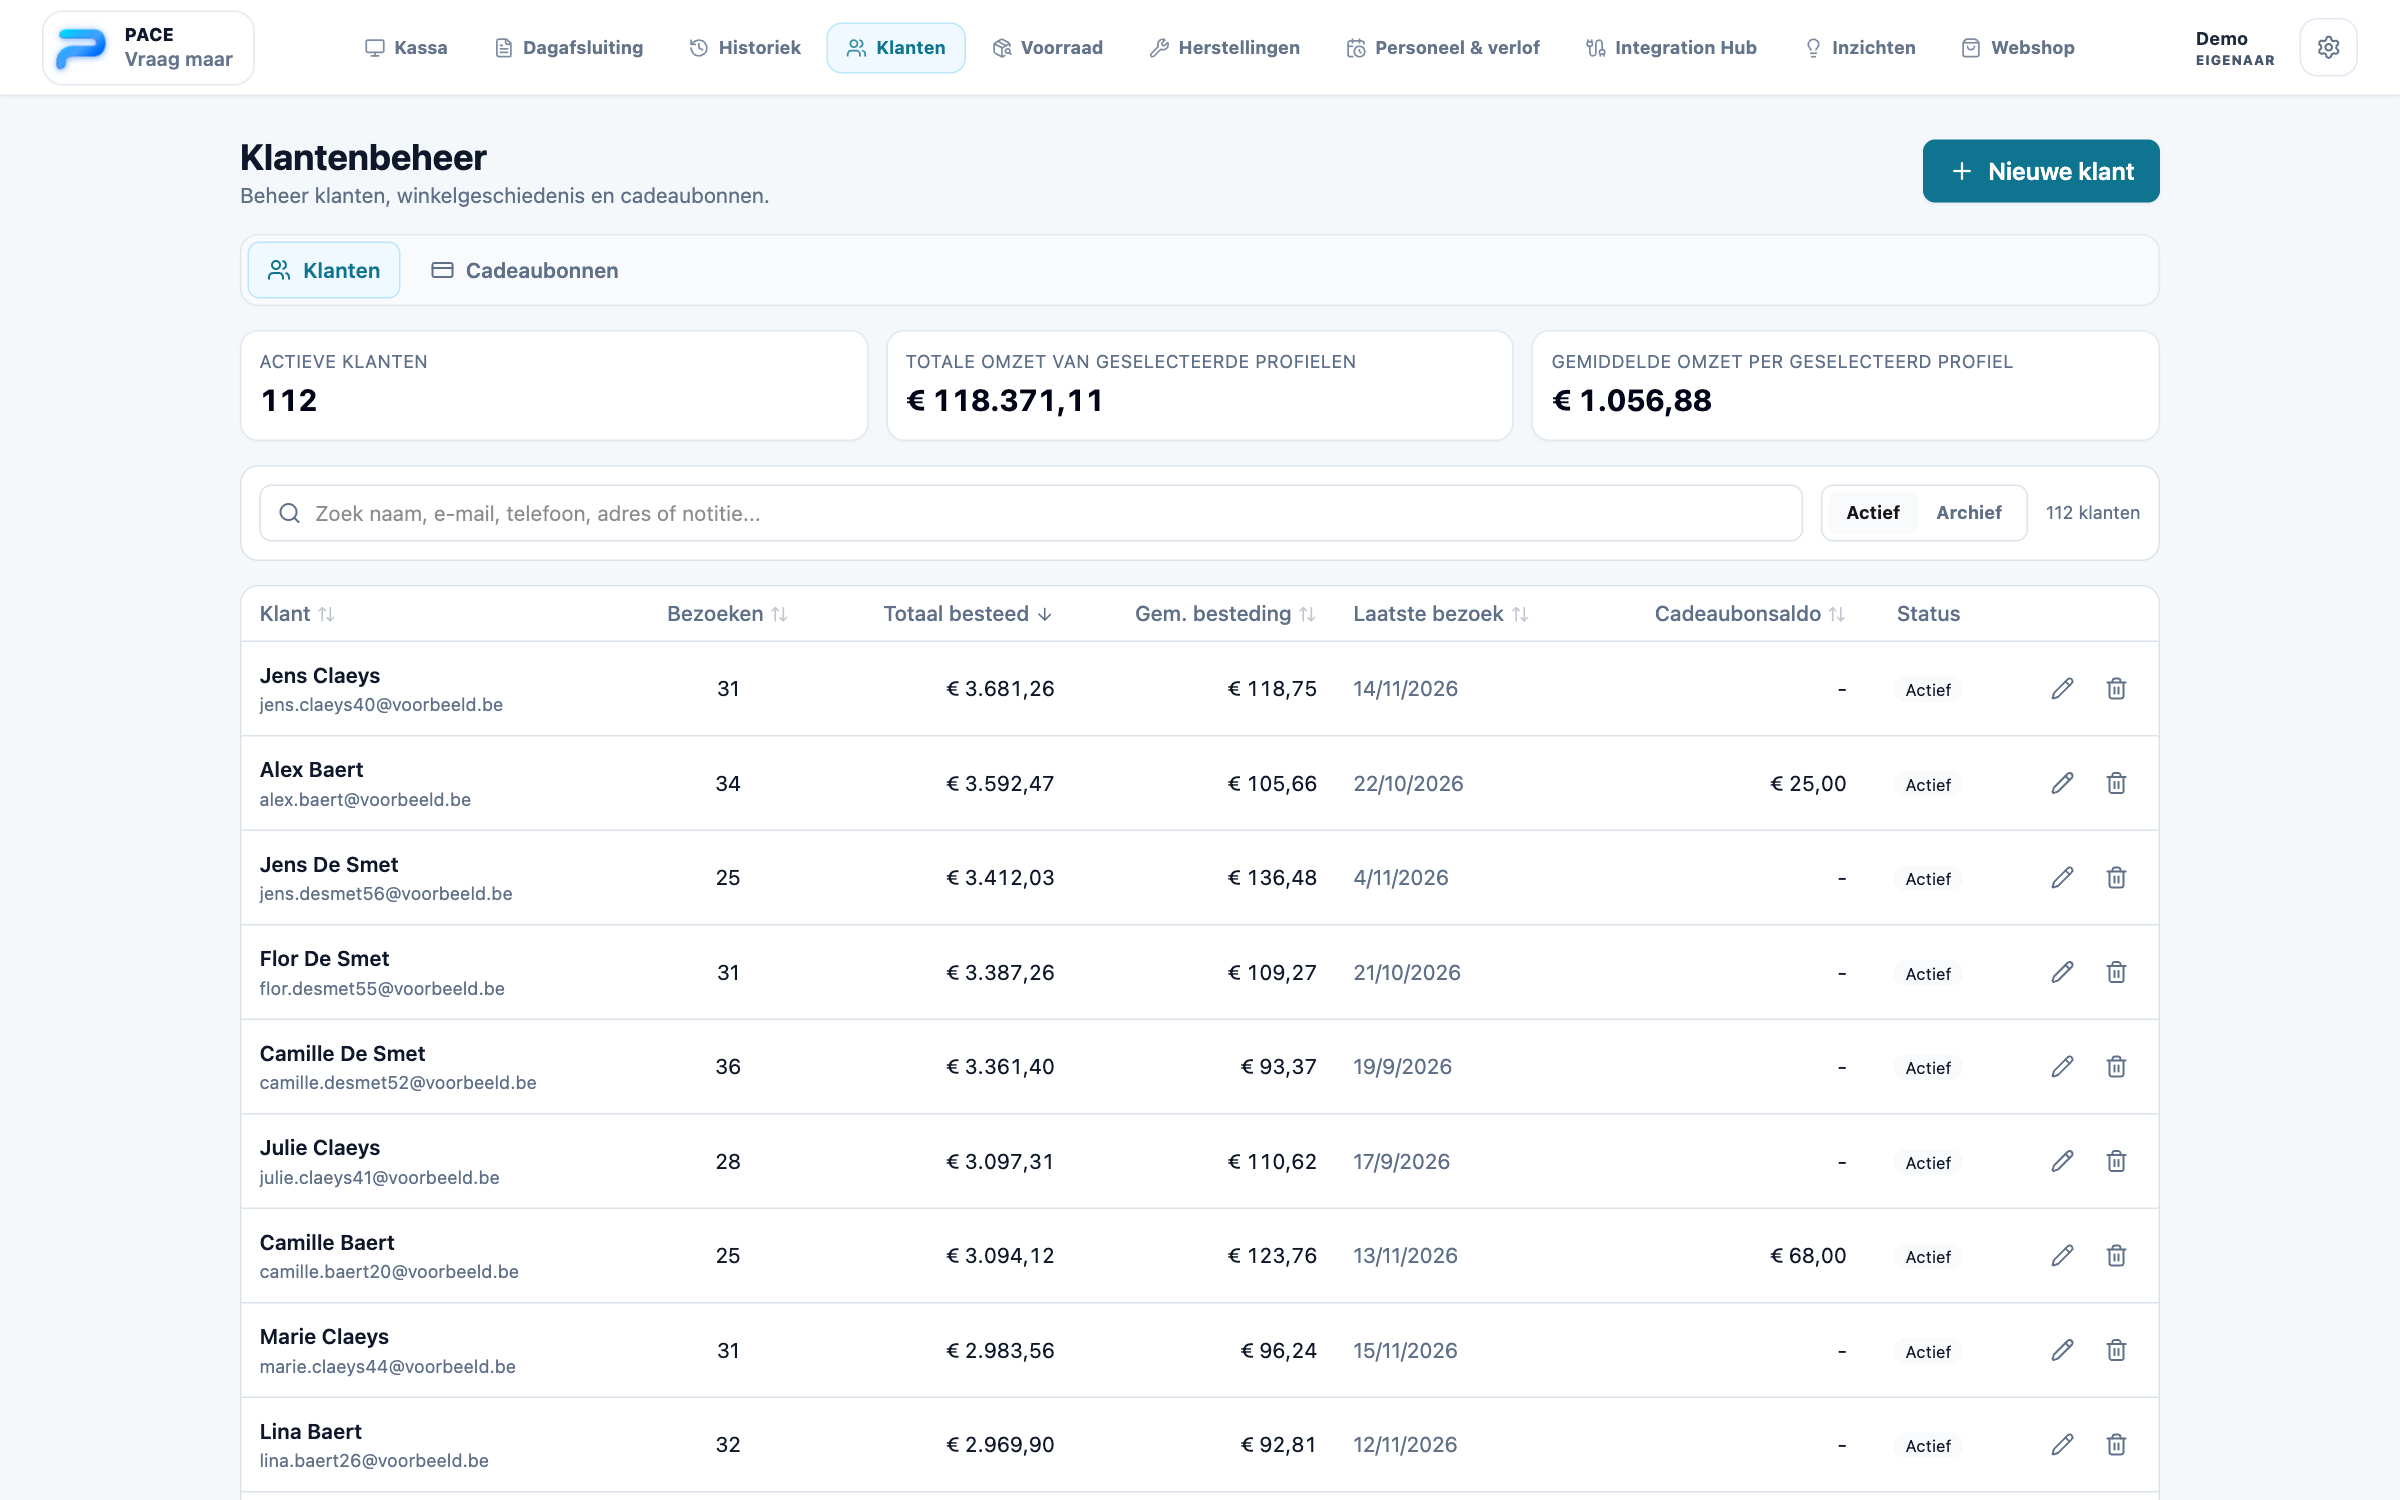 PACE
Vraag maar
Kassa
Dagafsluiting
Historiek
Klanten
Voorraad
Herstellingen
Personeel & verlof
Integration Hub
Inzichten
Webshop
Demo
EIGENAAR
Klantenbeheer
Beheer klanten, winkelgeschiedenis en cadeaubonnen.
+ Nieuwe klant
Klanten
Cadeaubonnen
ACTIEVE KLANTEN
112
TOTALE OMZET VAN GESELECTEERDE PROFIELEN
€ 118.371,11
GEMIDDELDE OMZET PER GESELECTEERD PROFIEL
€ 1.056,88
Zoek naam, e-mail, telefoon, adres of notitie...
Actief
Archief
112 klanten
Klant Bezoeken Totaal besteed Gem. besteding Laatste bezoek Cadeaubonsaldo Status
Jens Claeys
jens.claeys40@voorbeeld.be
31 € 3.681,26 € 118,75 14/11/2026 - Actief
Alex Baert
alex.baert@voorbeeld.be
34 € 3.592,47 € 105,66 22/10/2026 € 25,00 Actief
Jens De Smet
jens.desmet56@voorbeeld.be
25 € 3.412,03 € 136,48 4/11/2026 - Actief
Flor De Smet
flor.desmet55@voorbeeld.be
31 € 3.387,26 € 109,27 21/10/2026 - Actief
Camille De Smet
camille.desmet52@voorbeeld.be
36 € 3.361,40 € 93,37 19/9/2026 - Actief
Julie Claeys
julie.claeys41@voorbeeld.be
28 € 3.097,31 € 110,62 17/9/2026 - Actief
Camille Baert
camille.baert20@voorbeeld.be
25 € 3.094,12 € 123,76 13/11/2026 € 68,00 Actief
Marie Claeys
marie.claeys44@voorbeeld.be
31 € 2.983,56 € 96,24 15/11/2026 - Actief
Lina Baert
lina.baert26@voorbeeld.be
32 € 2.969,90 € 92,81 12/11/2026 - Actief